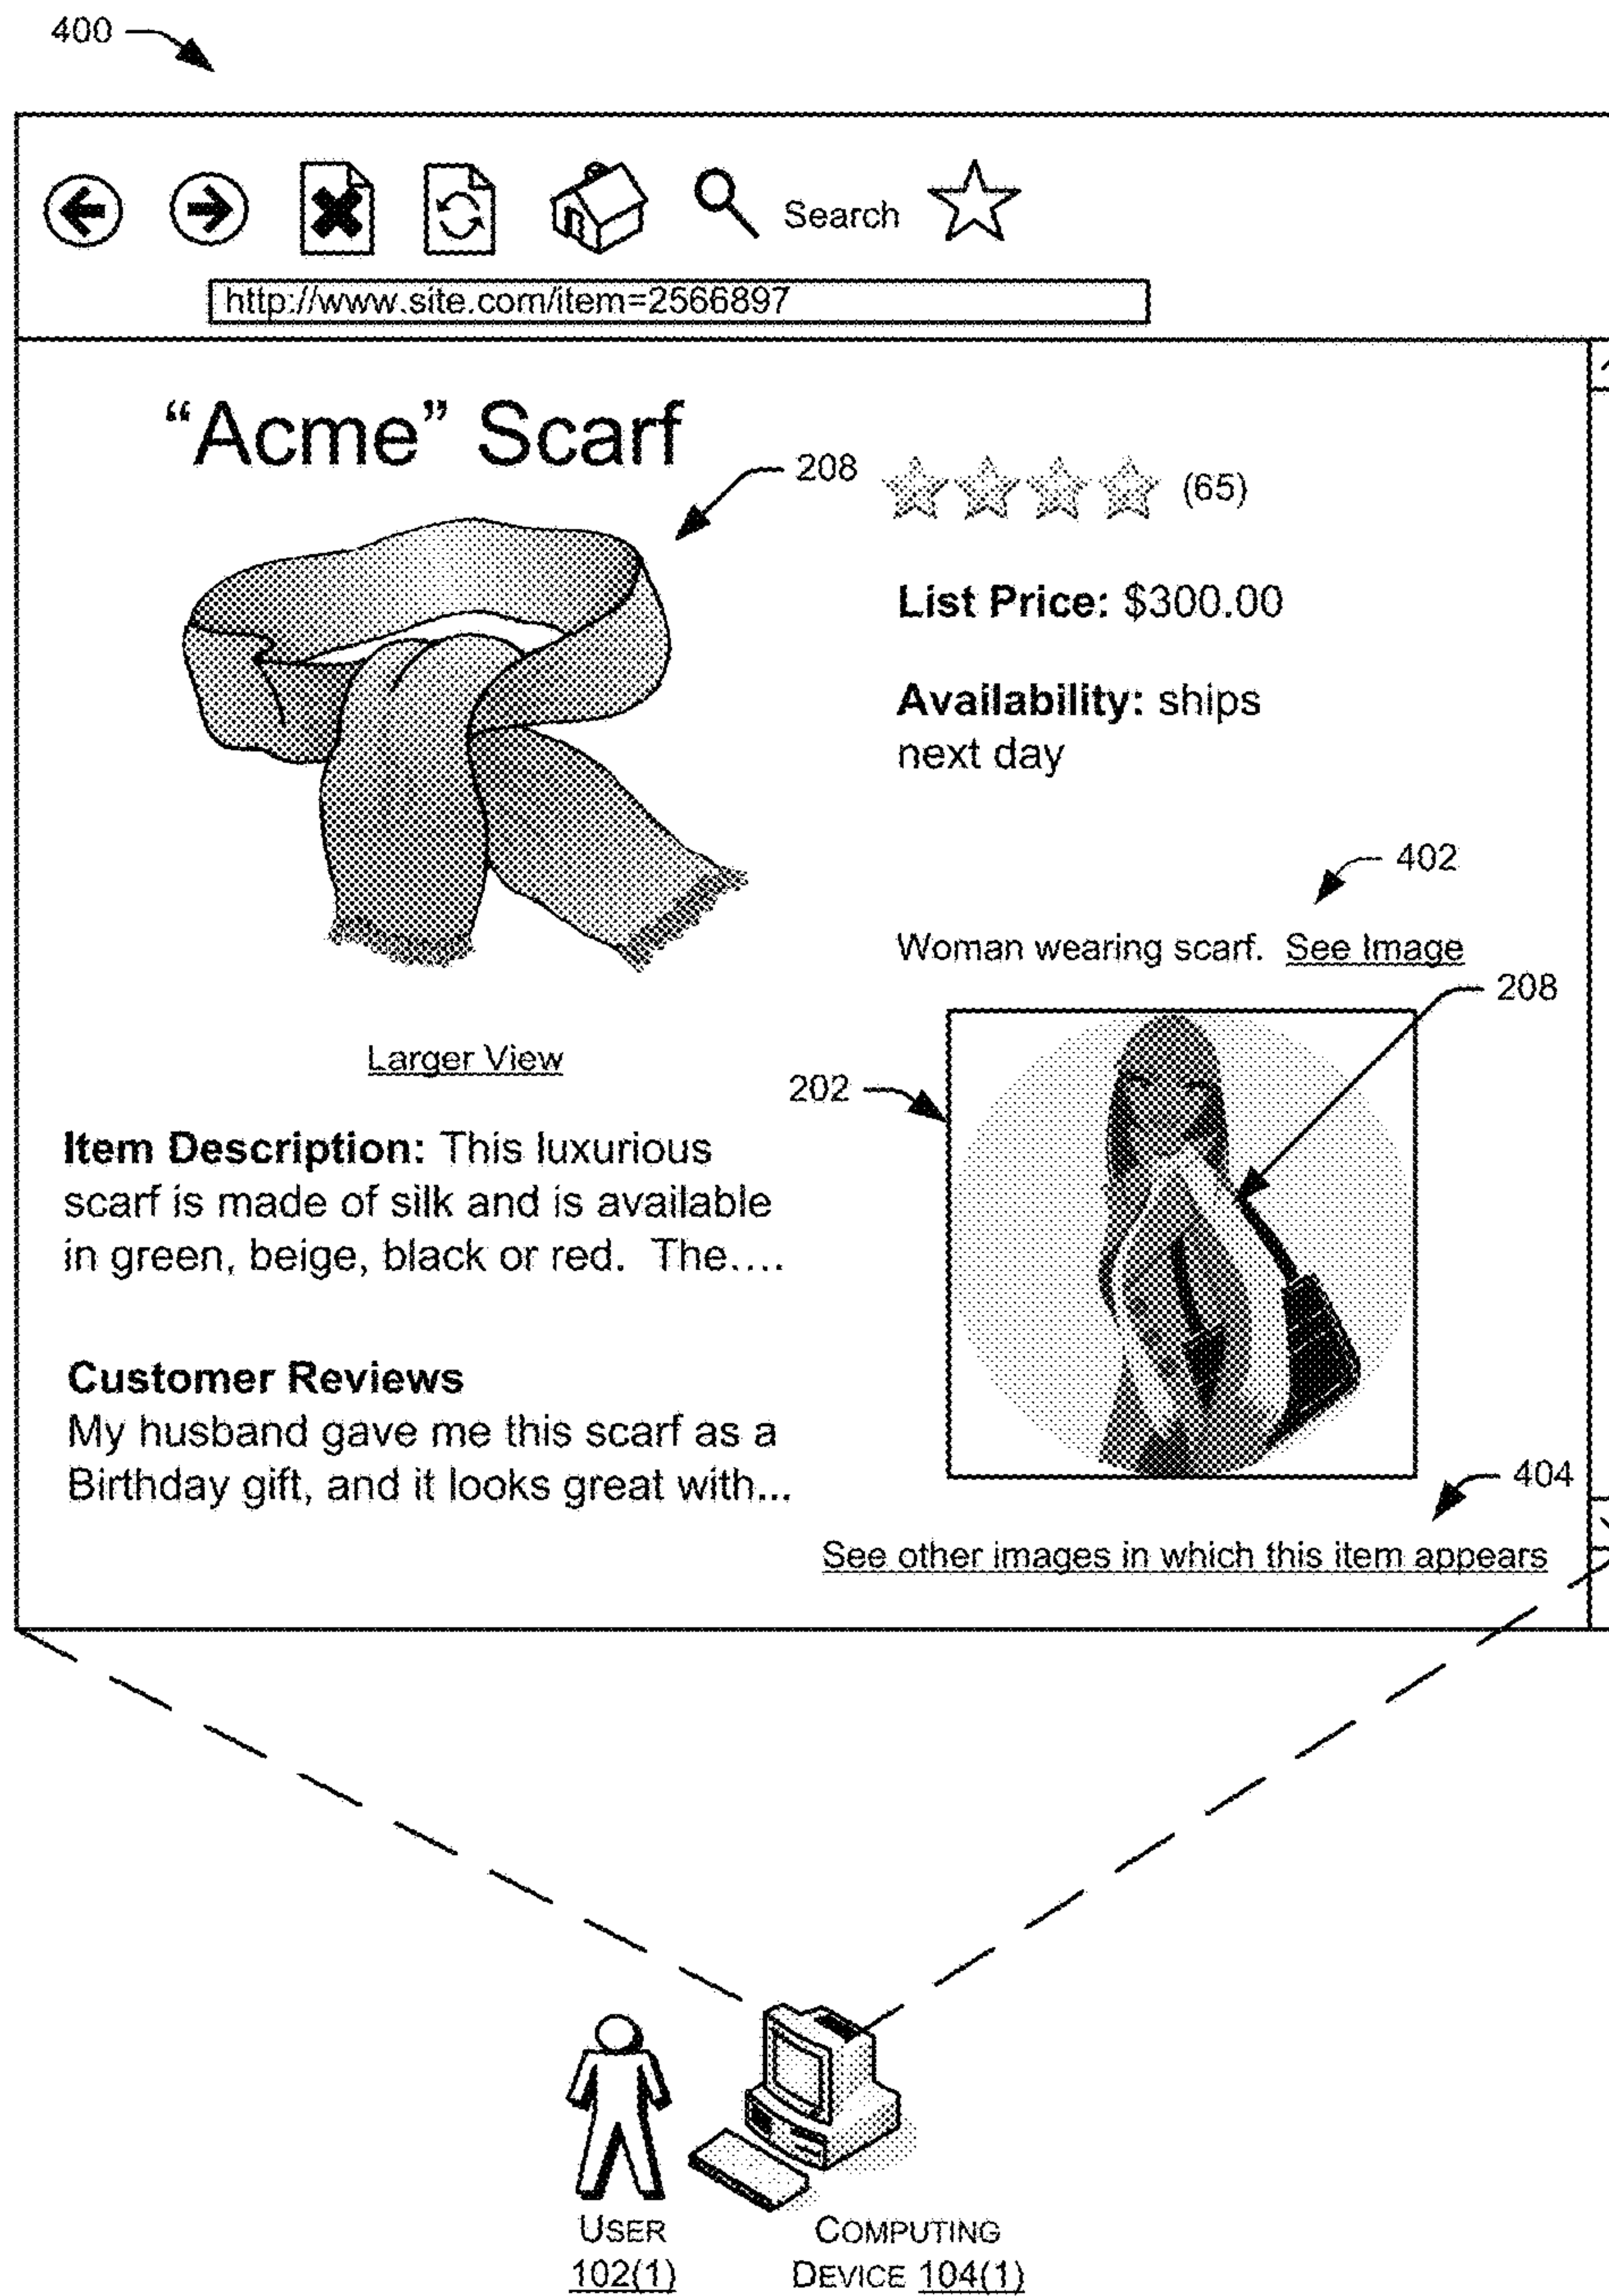 400
Search
http://www.site.com/item=2566897
“Acme” Scarf
208
(65)
List Price: $300.00
Availability: ships
next day
402
Woman wearing scarf.  See Image
208
Larger View
202
Item Description: This luxurious
scarf is made of silk and is available
in green, beige, black or red.  The....
Customer Reviews
My husband gave me this scarf as a
Birthday gift, and it looks great with...
404
See other images in which this item appears
USER
102(1)
COMPUTING
DEVICE 104(1)